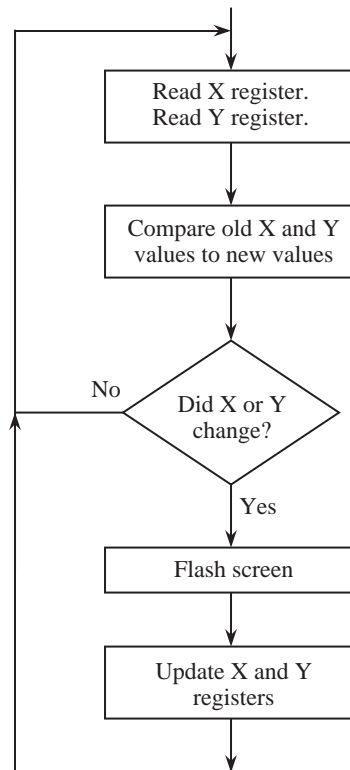 Read X register.
Read Y register.
Compare old X and Y
values to new values
No
Did X or Y
change?
Yes
Flash screen
Update X and Y
registers